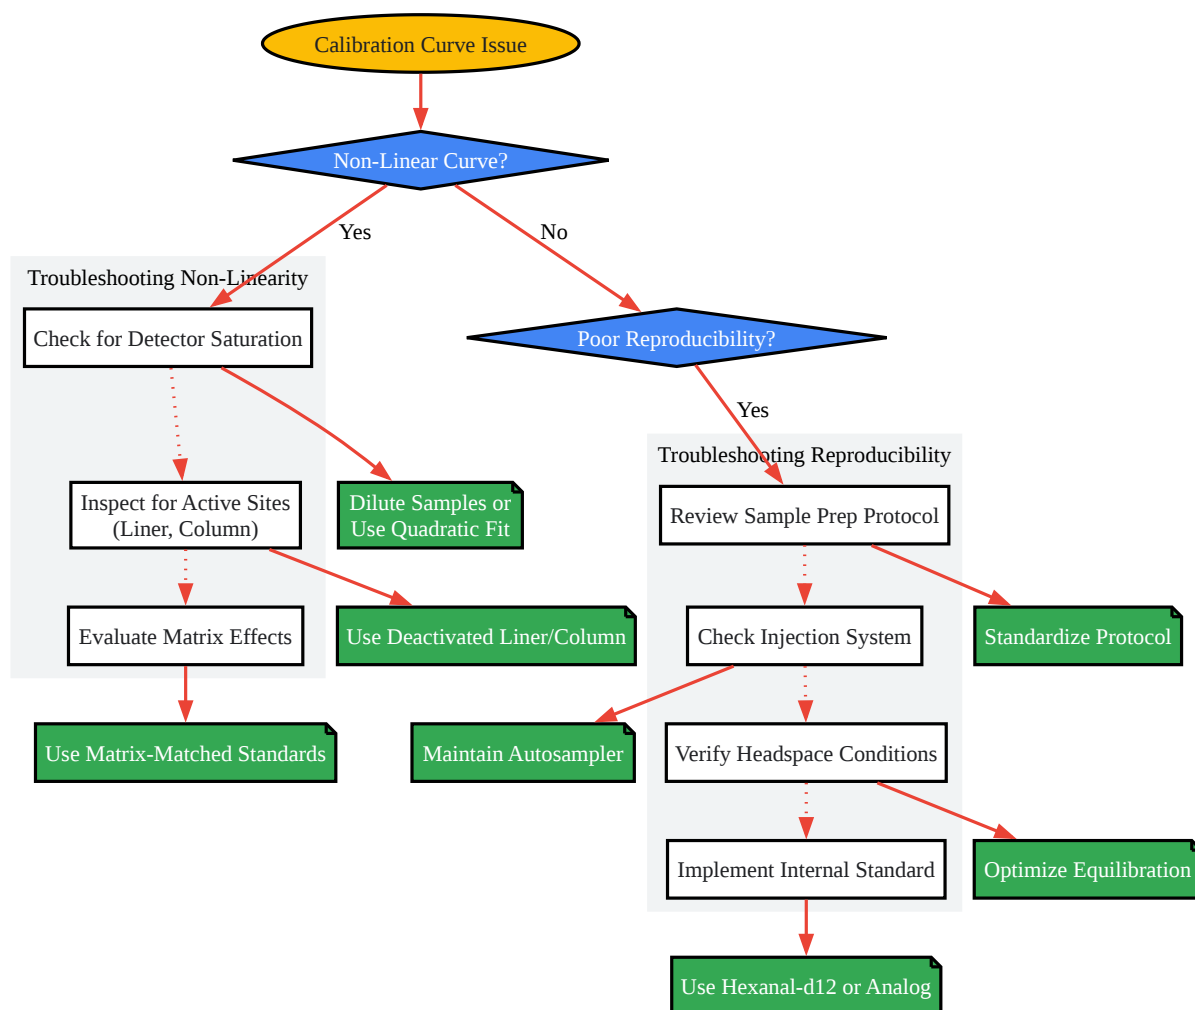 Calibration Curve Issue
Non-Linear Curve?
Yes
No
Troubleshooting Non-Linearity
Check for Detector Saturation
Poor Reproducibility?
Yes
Troubleshooting Reproducibility
Inspect for Active Sites
(Liner, Column)
Dilute Samples or
Use Quadratic Fit
Review Sample Prep Protocol
Evaluate Matrix Effects
Use Deactivated Liner/Column
Check Injection System
Standardize Protocol
Use Matrix-Matched Standards
Maintain Autosampler
Verify Headspace Conditions
Implement Internal Standard
Optimize Equilibration
Use Hexanal-d12 or Analog